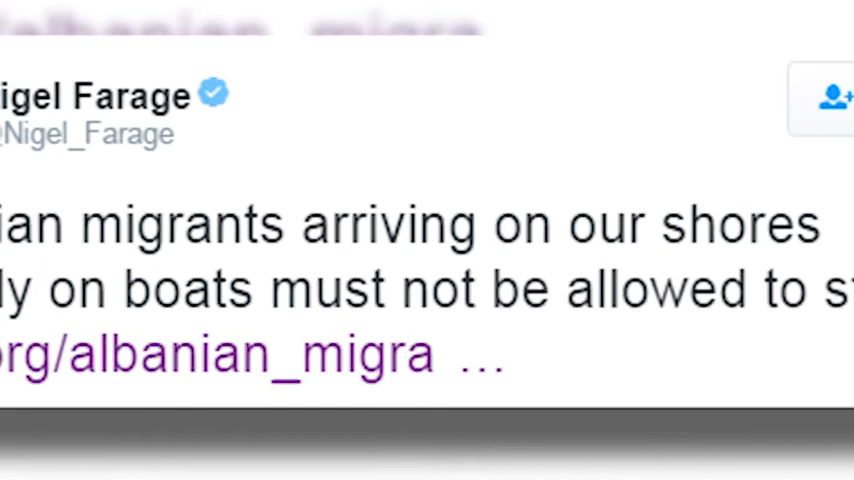 /albanian_migra
igel Farage
@Nigel_Farage
ian migrants arriving on our shores
ly on boats must not be allowed to st
org/albanian_migra ...